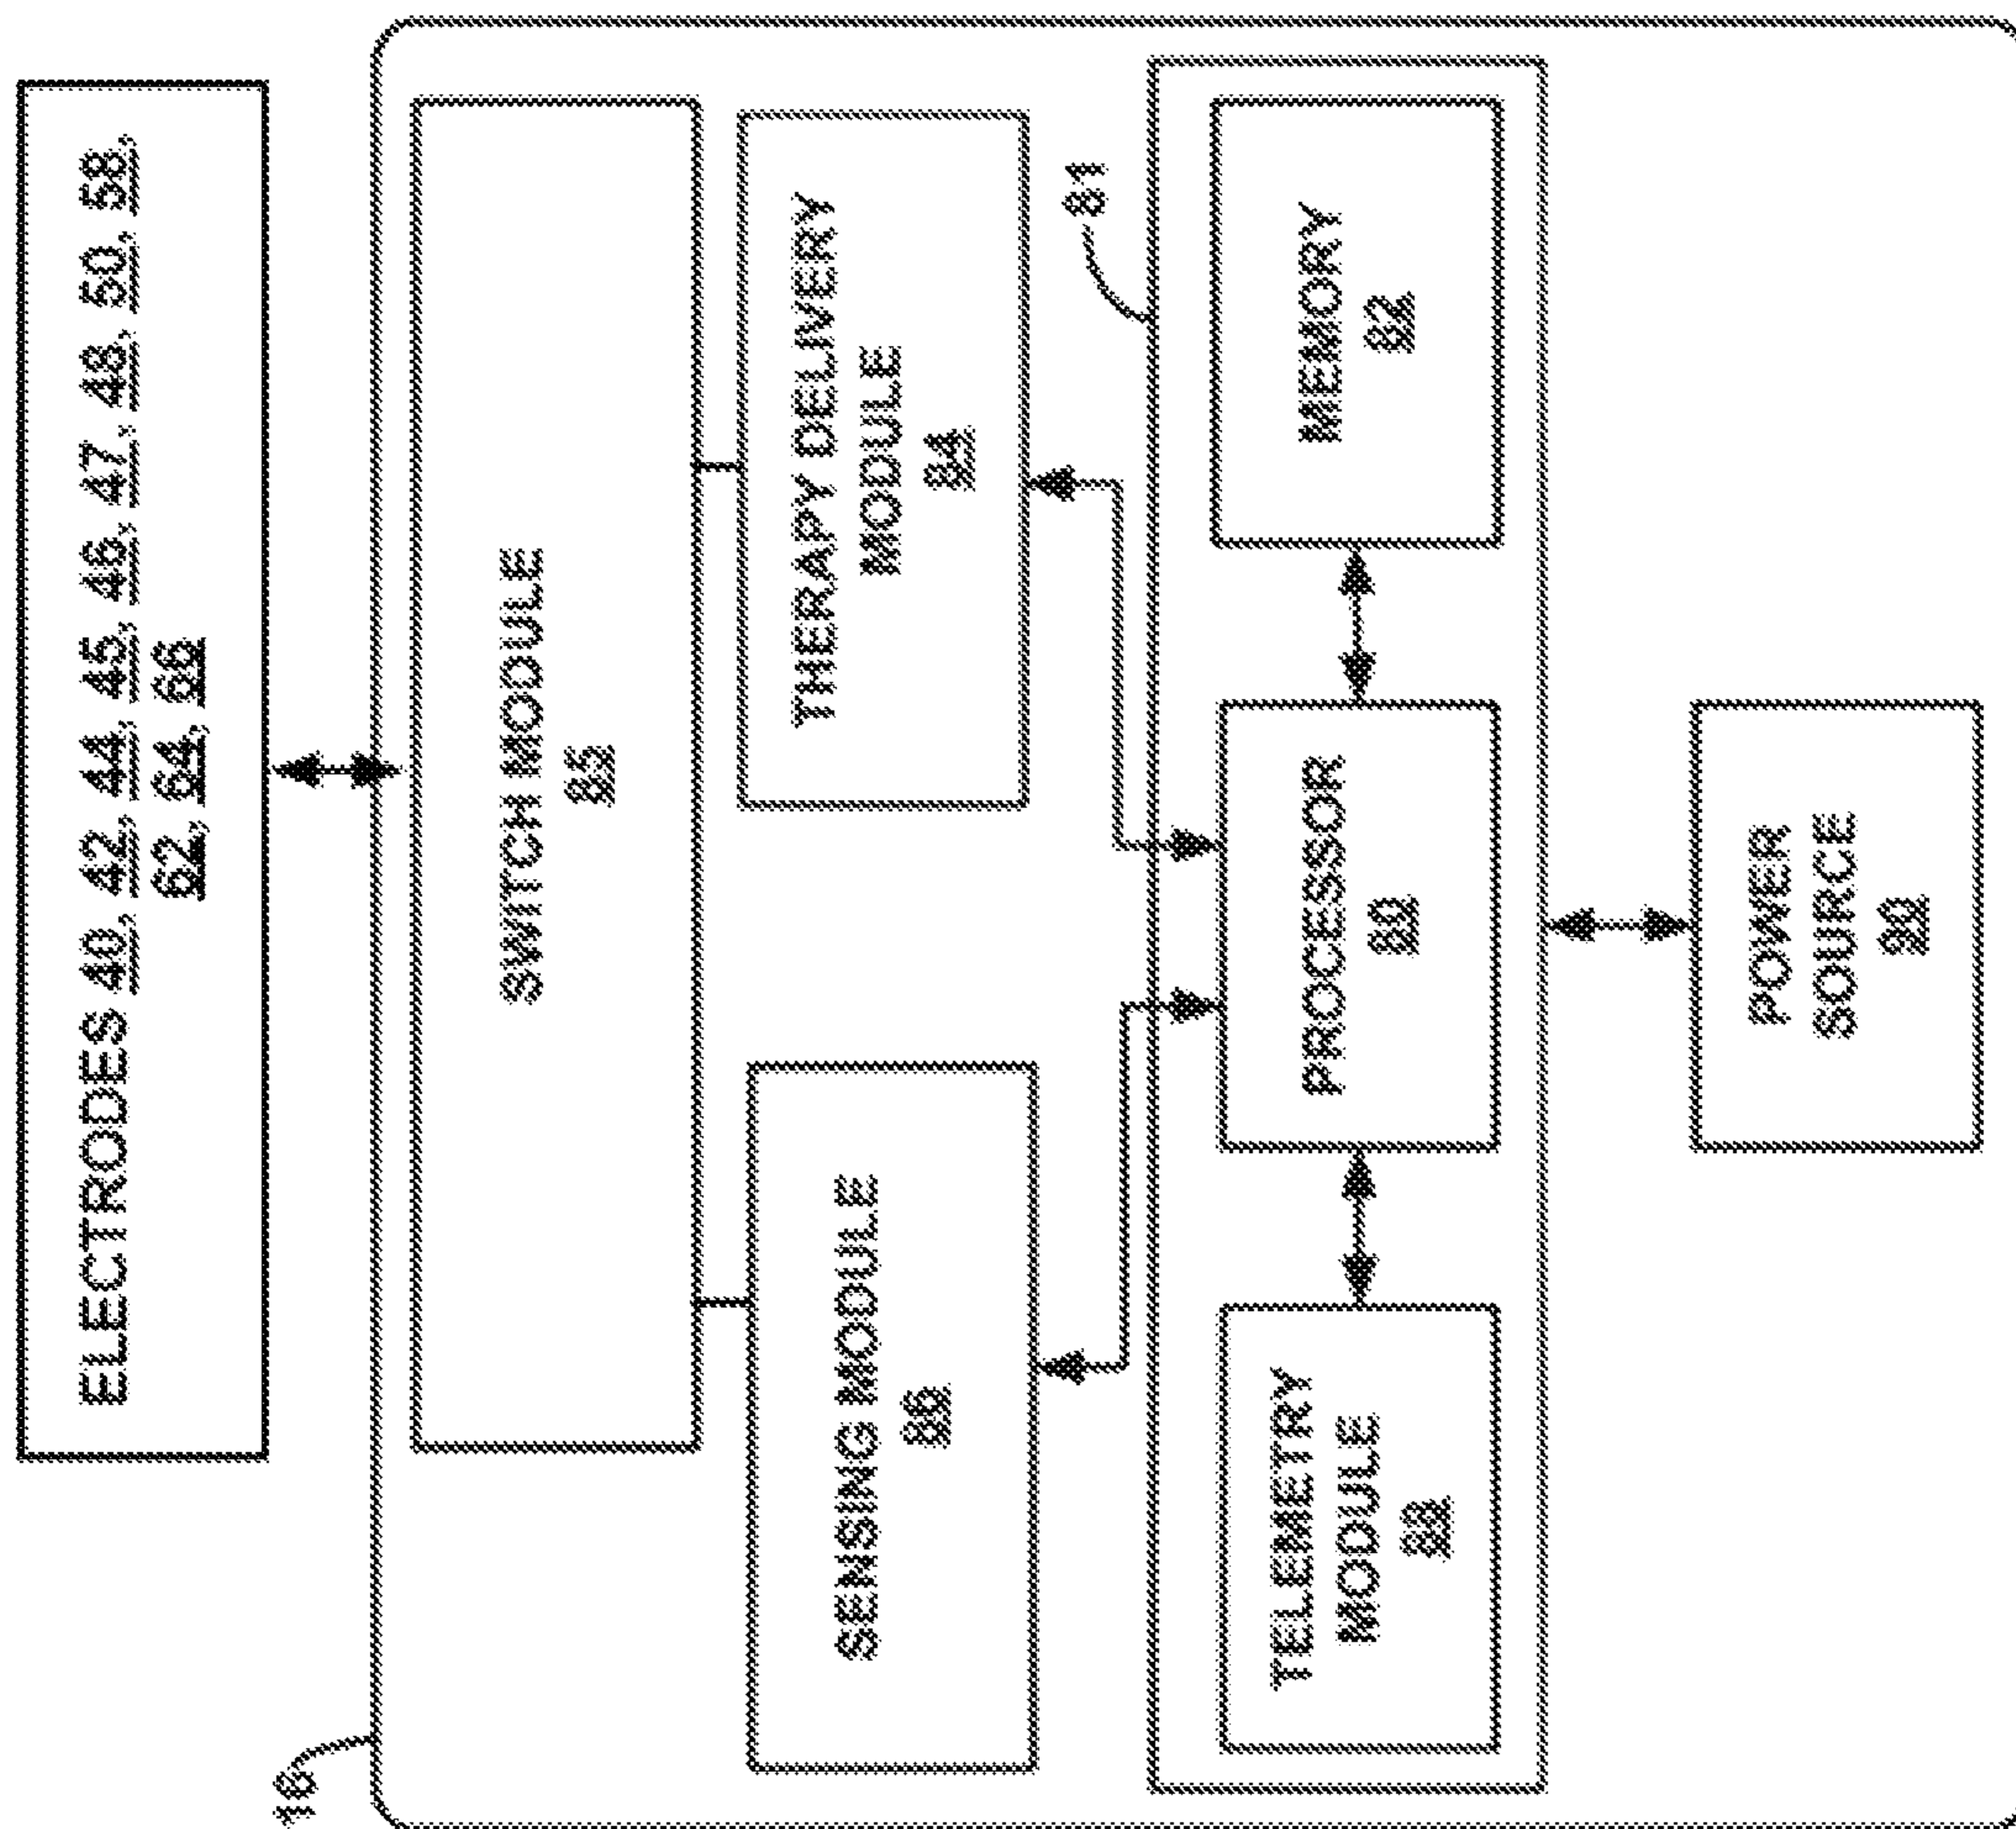 16
ELECTRODES 40, 42, 44, 45, 46, 47, 48, 50, 58,
62, 64, 66
SWITCH MODULE
85
SENSING MODULE
86
THERAPY DELIVERY
MODULE
84
81
TELEMETRY
MODULE
88
PROCESSOR
80
MEMORY
82
POWER
SOURCE
90